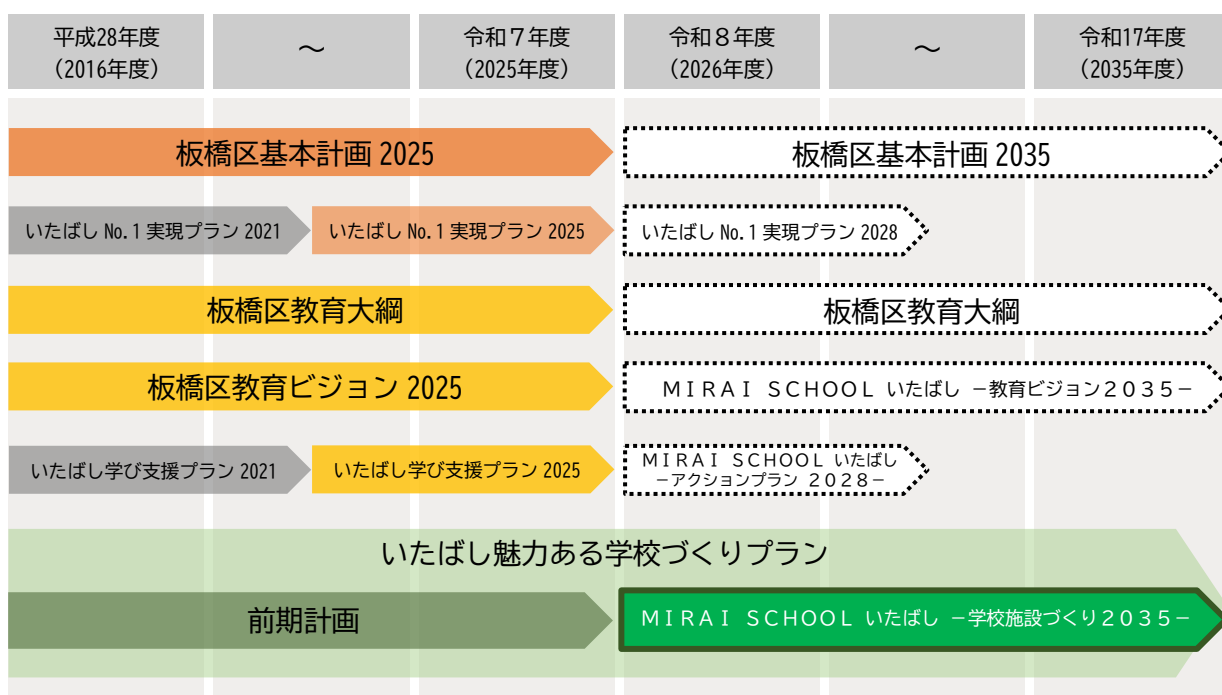 平成28年度
（2016年度）
～
令和７年度
（2025年度）
令和８年度
（2026年度）
～
令和17年度
（2035年度）
板橋区基本計画 2025
板橋区基本計画 2035
いたばし No.1 実現プラン 2021
いたばし No.1 実現プラン 2025
いたばし No.1 実現プラン 2028
板橋区教育大綱
板橋区教育大綱
板橋区教育ビジョン 2025
ＭＩＲＡＩ ＳＣＨＯＯＬ いたばし －教育ビジョン２０３５－
いたばし学び支援プラン 2021
いたばし学び支援プラン 2025
ＭＩＲＡＩ ＳＣＨＯＯＬ いたばし
－アクションプラン ２０２８－
いたばし魅力ある学校づくりプラン
前期計画
ＭＩＲＡＩ ＳＣＨＯＯＬ いたばし －学校施設づくり２０３５－